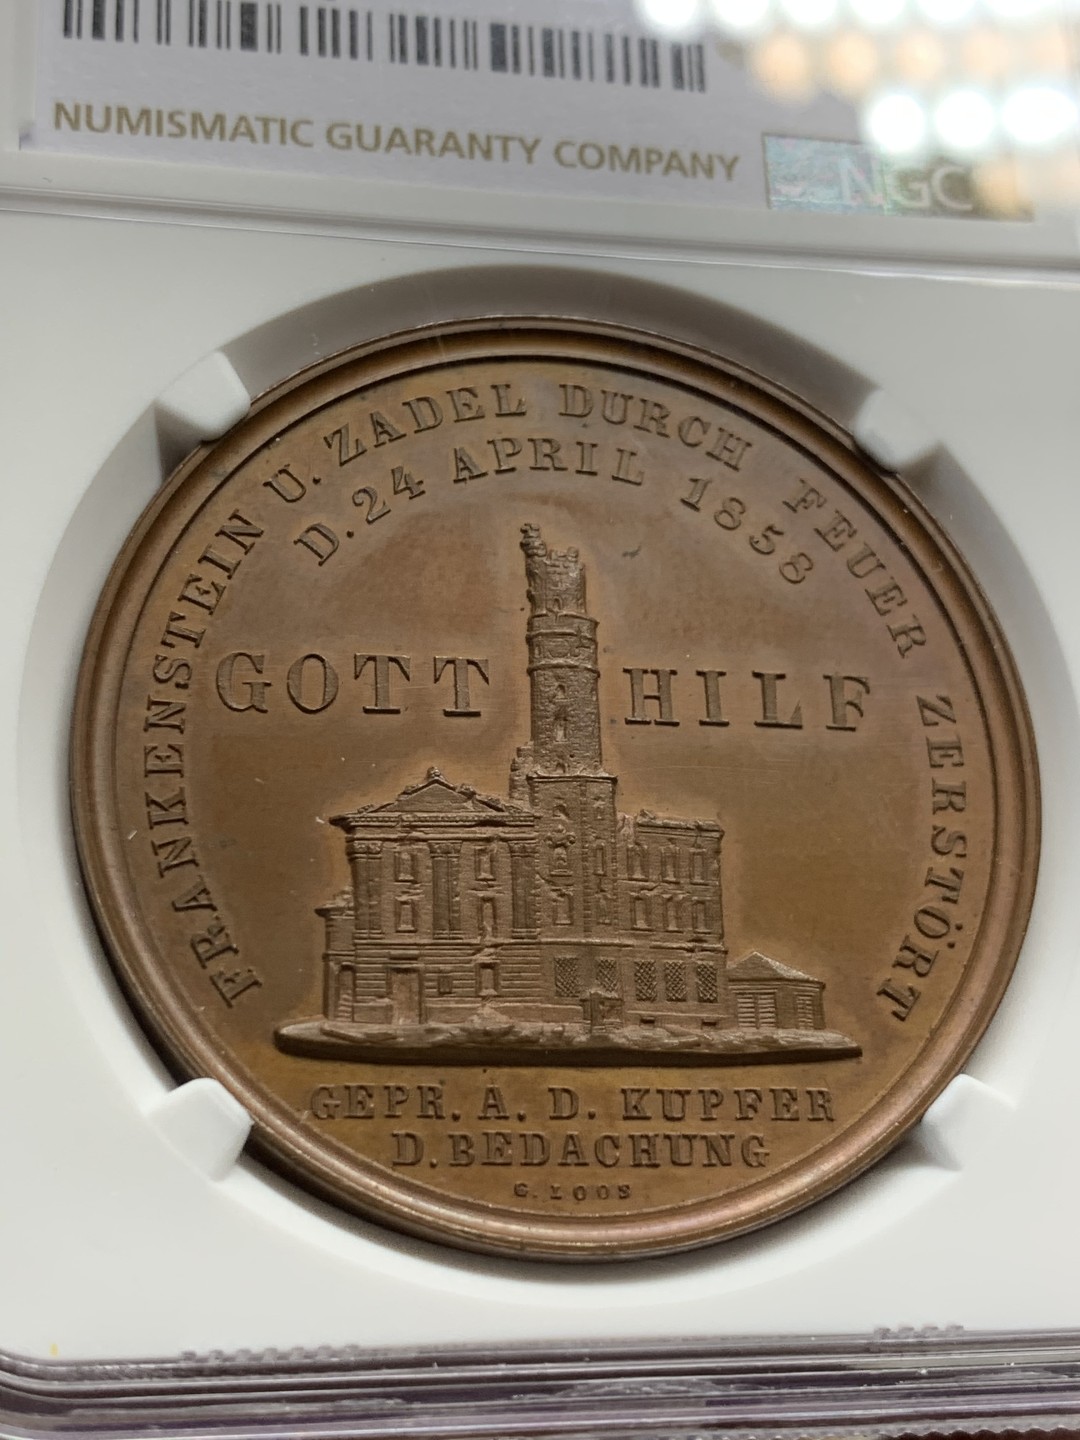 NUMISMATIC GUARANTY COMPANY
NGC
FRANKENSTEIN U. ZADEL DURCH FEUER ZERSTÖRT
D. 24 APRIL 1858
GOTT HILF
GEPR. A. D. KUPFER
D. BEDACHUNG
G. LOOS